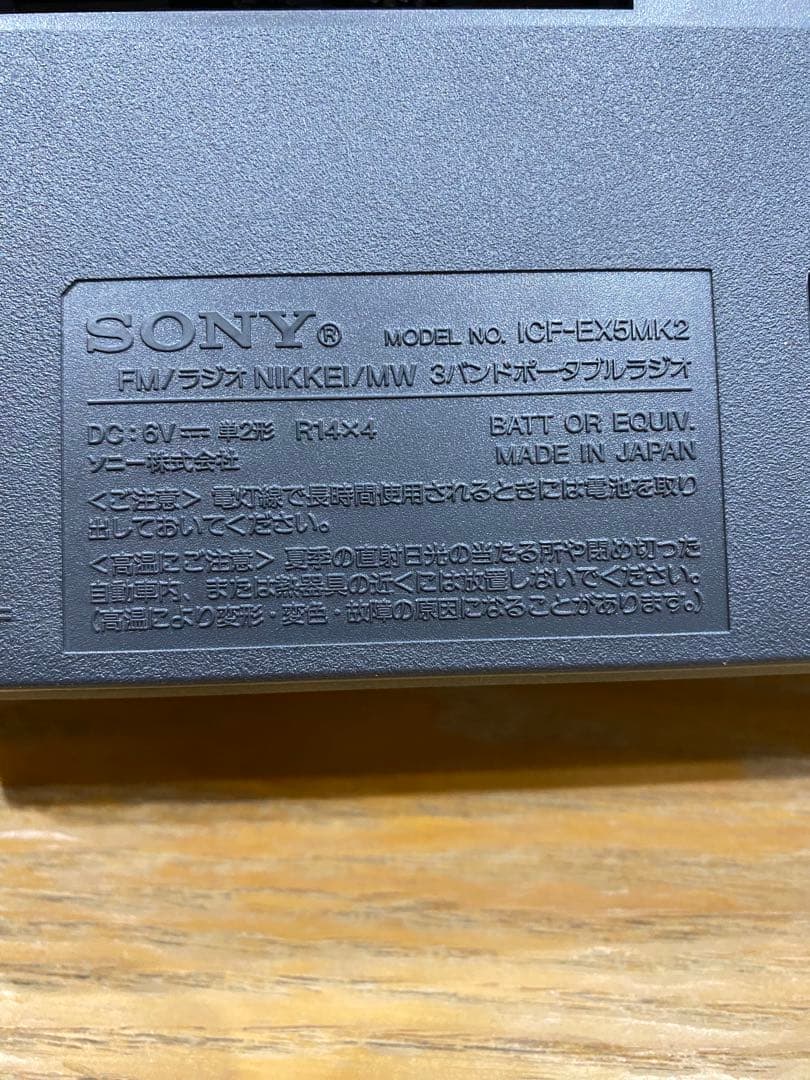 SONY® MODEL NO. ICF-EX5MK2
FM/ラジオ NIKKEI/MW 3バンドポータブルラジオ
DC:6V⎓ 単2形 R14×4 BATT OR EQUIV.
ソニー株式会社 MADE IN JAPAN
<ご注意> 電灯線で長時間使用されるときには電池を取り
出しておいてください。
<高温にご注意> 夏季の直射日光の当たる所や閉め切った
自動車内、または熱器具の近くには放置しないでください。
(高温により変形・変色・故障の原因になることがあります。)